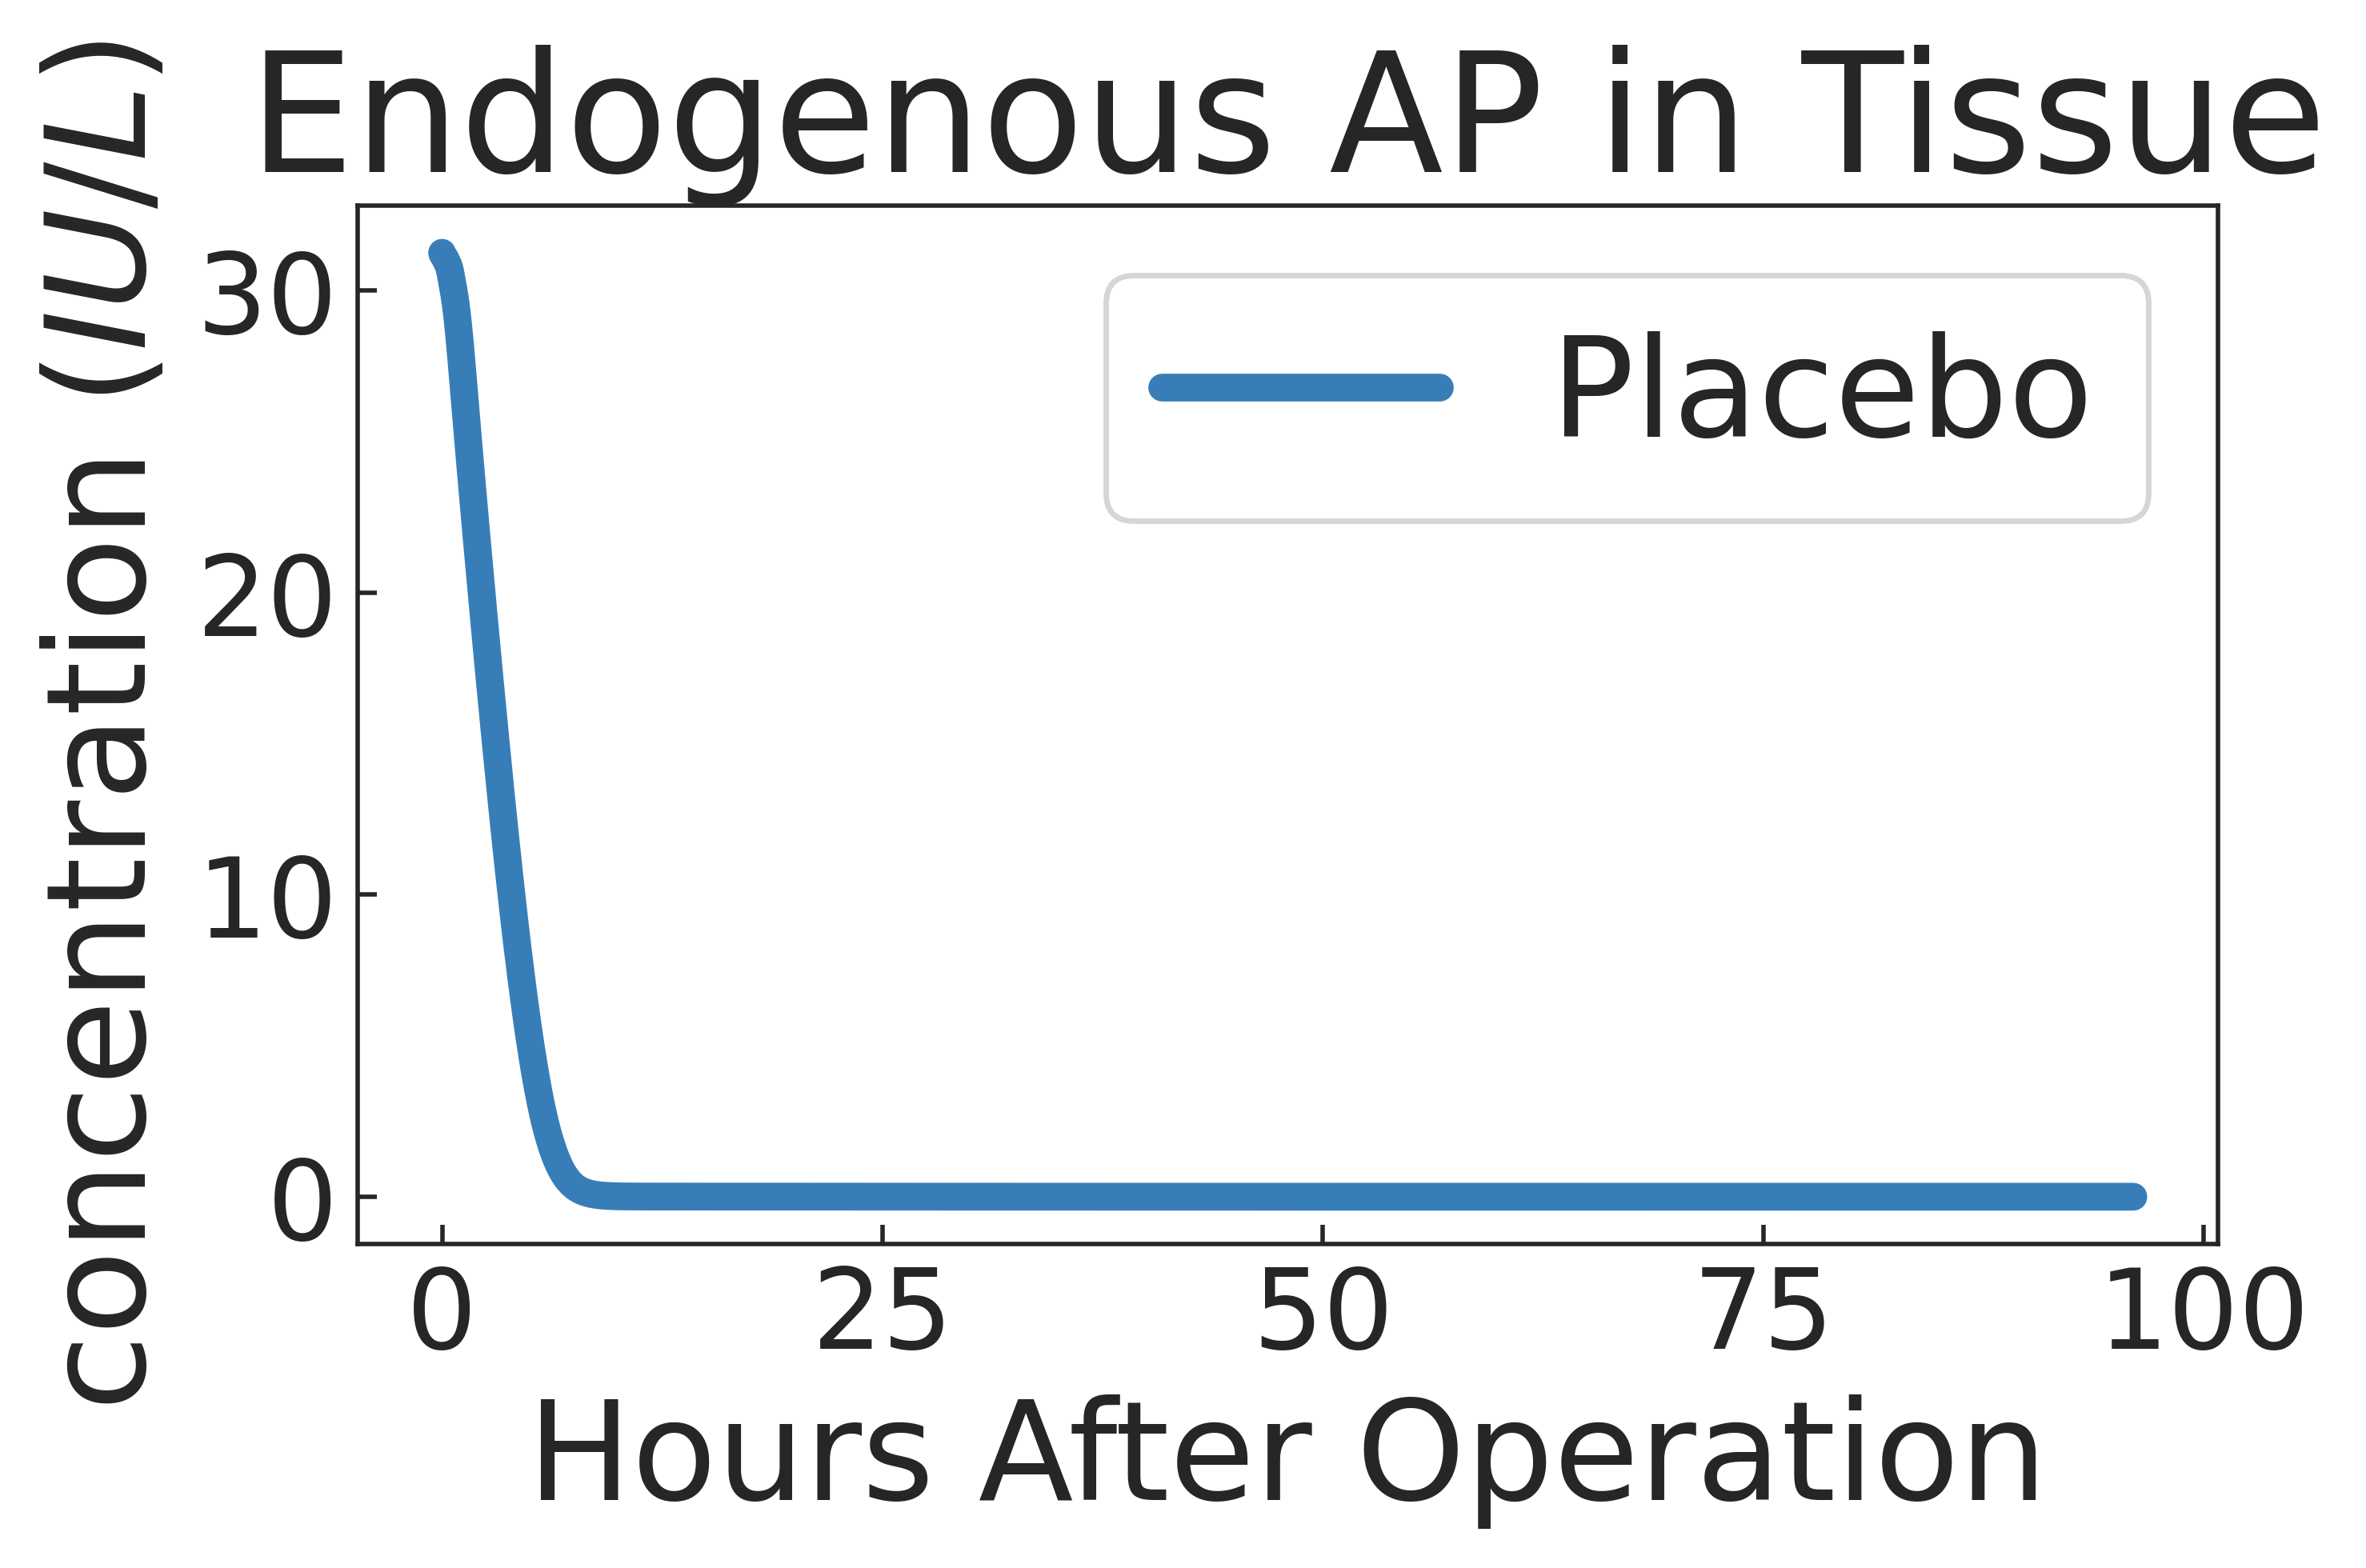 Endogenous AP in Tissue
concentration (IU/L)
30
20
10
0
Placebo
0 25 50 75 100
Hours After Operation